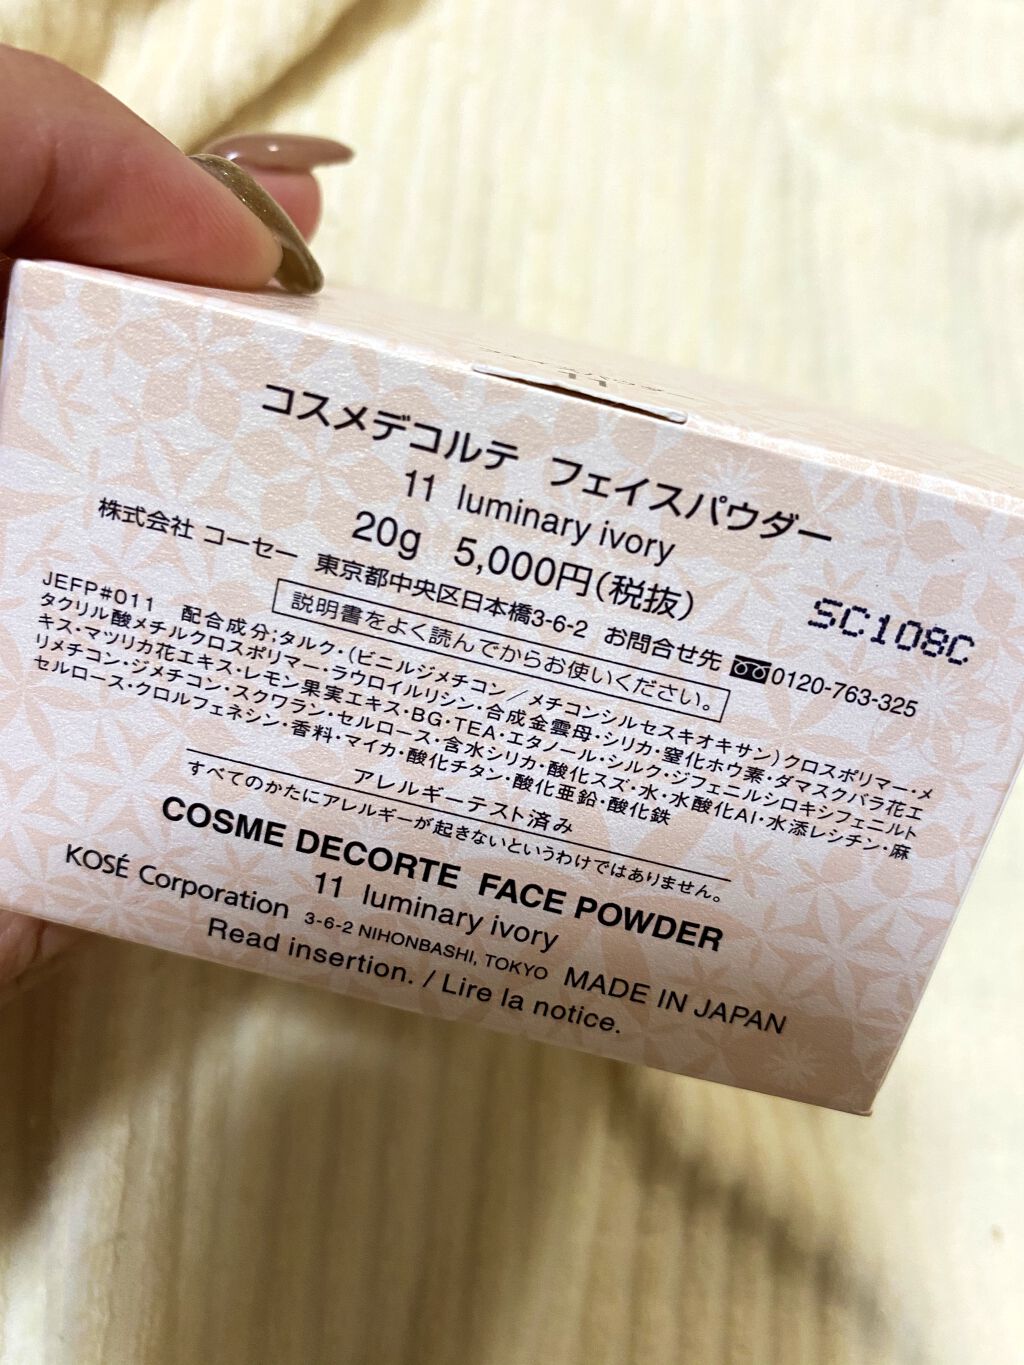 コスメデコルテ フェイスパウダー
11 luminary ivory
20g 5,000円(税抜)
SC108C
株式会社 コーセー 東京都中央区日本橋3-6-2 お問合せ先 0120-763-325
説明書をよく読んでからお使いください。
JEFP#011 配合成分;タルク・(ビニルジメチコン/メチコンシルセスキオキサン)クロスポリマー・メ
タクリル酸メチルクロスポリマー・ラウロイルリシン・合成金雲母・シリカ・窒化ホウ素・ダマスクバラ花エ
キス・マツリカ花エキス・レモン果実エキス・BG・TEA・エタノール・シルク・ジフェニルシロキシフェニルト
リメチコン・ジメチコン・スクワラン・セルロース・含水シリカ・酸化スズ・水・水酸化Al・水添レシチン・麻
セルロース・クロルフェネシン・香料・マイカ・酸化チタン・酸化亜鉛・酸化鉄
アレルギーテスト済み
すべてのかたにアレルギーが起きないというわけではありません。
COSME DECORTE FACE POWDER
11 luminary ivory
KOSÉ Corporation 3-6-2 NIHONBASHI, TOKYO MADE IN JAPAN
Read insertion. / Lire la notice.